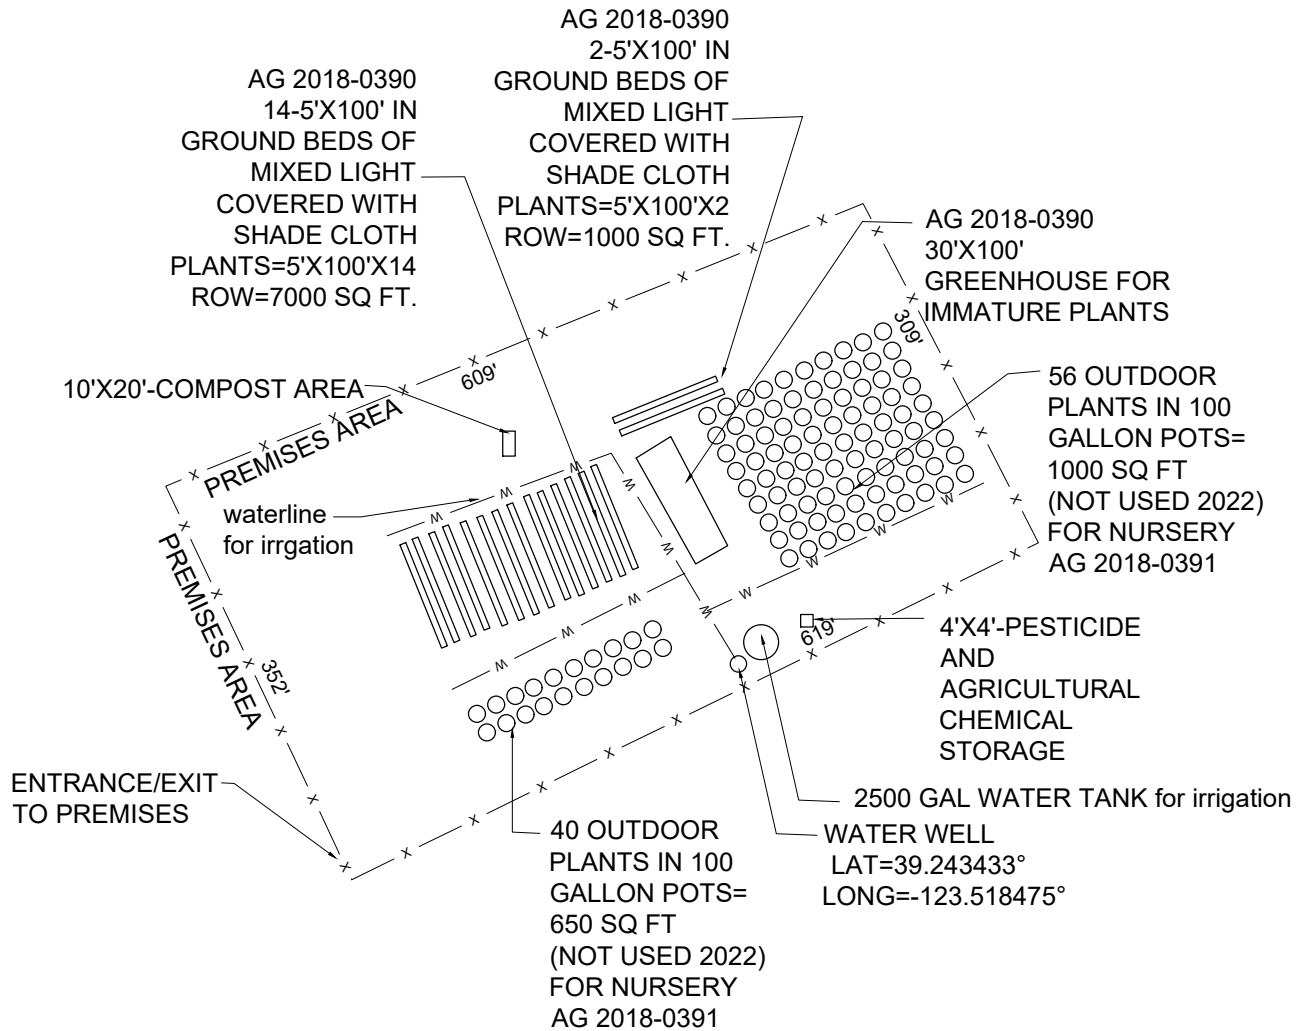 AG 2018-0390
2-5'X100' IN
GROUND BEDS OF
MIXED LIGHT
COVERED WITH
SHADE CLOTH
PLANTS=5'X100'X2
ROW=1000 SQ FT.
AG 2018-0390
14-5'X100' IN
GROUND BEDS OF
MIXED LIGHT
COVERED WITH
SHADE CLOTH
PLANTS=5'X100'X14
ROW=7000 SQ FT.
AG 2018-0390
30'X100'
GREENHOUSE FOR
IMMATURE PLANTS
309'
609'
10'X20'-COMPOST AREA
PREMISES AREA
56 OUTDOOR
PLANTS IN 100
GALLON POTS=
1000 SQ FT
(NOT USED 2022)
FOR NURSERY
AG 2018-0391
waterline
for irrgation
PREMISES AREA
352'
619'
4'X4'-PESTICIDE
AND
AGRICULTURAL
CHEMICAL
STORAGE
ENTRANCE/EXIT
TO PREMISES
2500 GAL WATER TANK for irrigation
WATER WELL
LAT=39.243433°
LONG=-123.518475°
40 OUTDOOR
PLANTS IN 100
GALLON POTS=
650 SQ FT
(NOT USED 2022)
FOR NURSERY
AG 2018-0391